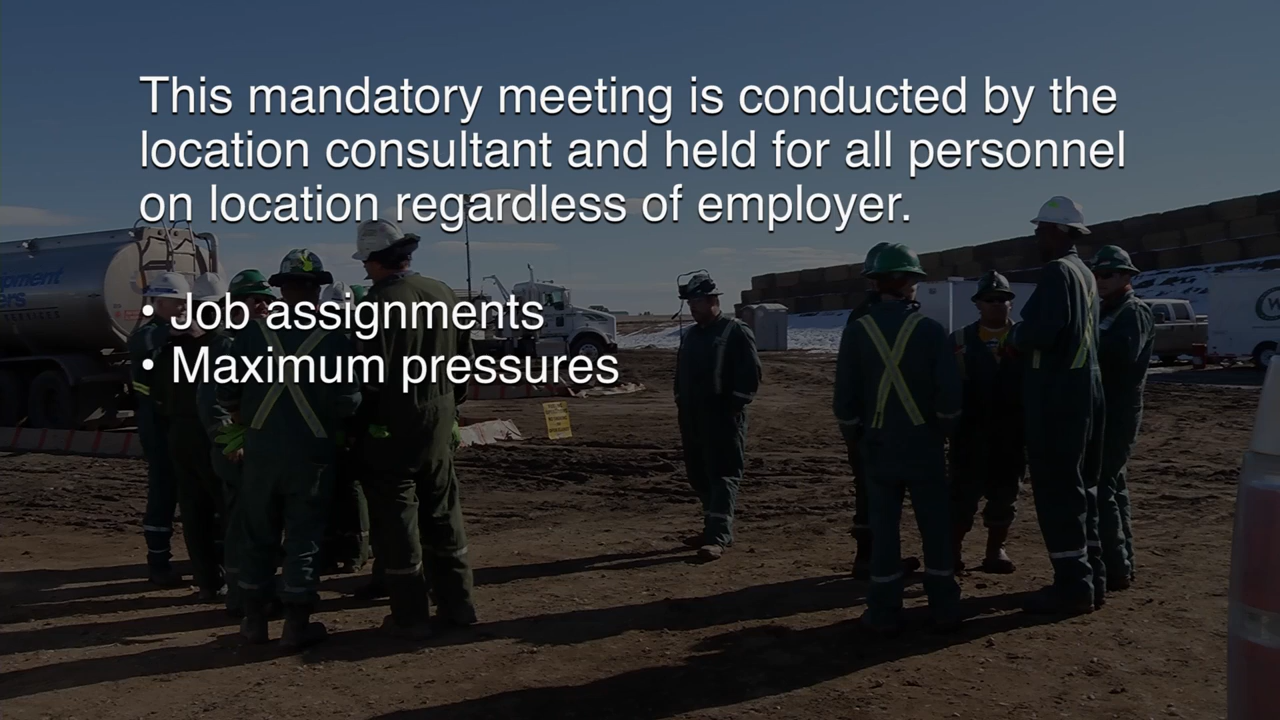 This mandatory meeting is conducted by the
location consultant and held for all personnel
on location regardless of employer.
• Job assignments
• Maximum pressures